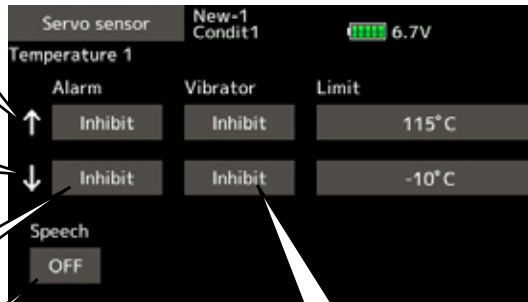 Servo sensor
New-1
Condit1
6.7V
Temperature 1
Alarm Vibrator Limit
↑ Inhibit Inhibit 115°C
↓ Inhibit Inhibit -10°C
Speech
OFF